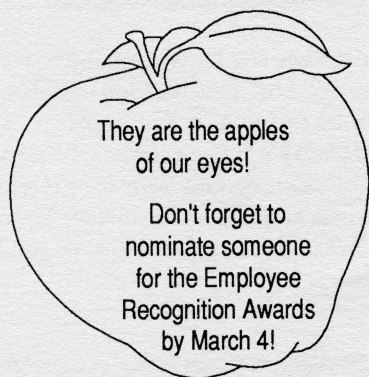 They are the apples
of our eyes!
Don't forget to
nominate someone
for the Employee
Recognition Awards
by March 4!